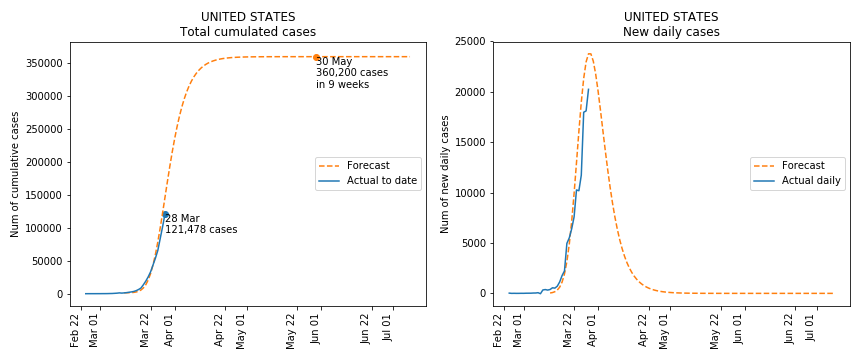 UNITED STATES
Total cumulated cases
Num of cumulative cases
350000
300000
250000
200000
150000
100000
50000
0
30 May
360,200 cases
in 9 weeks
28 Mar
121,478 cases
Forecast
Actual to date
Feb 22
Mar 01
Mar 22
Apr 01
Apr 22
May 01
May 22
Jun 01
Jun 22
Jul 01
UNITED STATES
New daily cases
Num of new daily cases
25000
20000
15000
10000
5000
0
Forecast
Actual daily
Feb 22
Mar 01
Mar 22
Apr 01
Apr 22
May 01
May 22
Jun 01
Jun 22
Jul 01